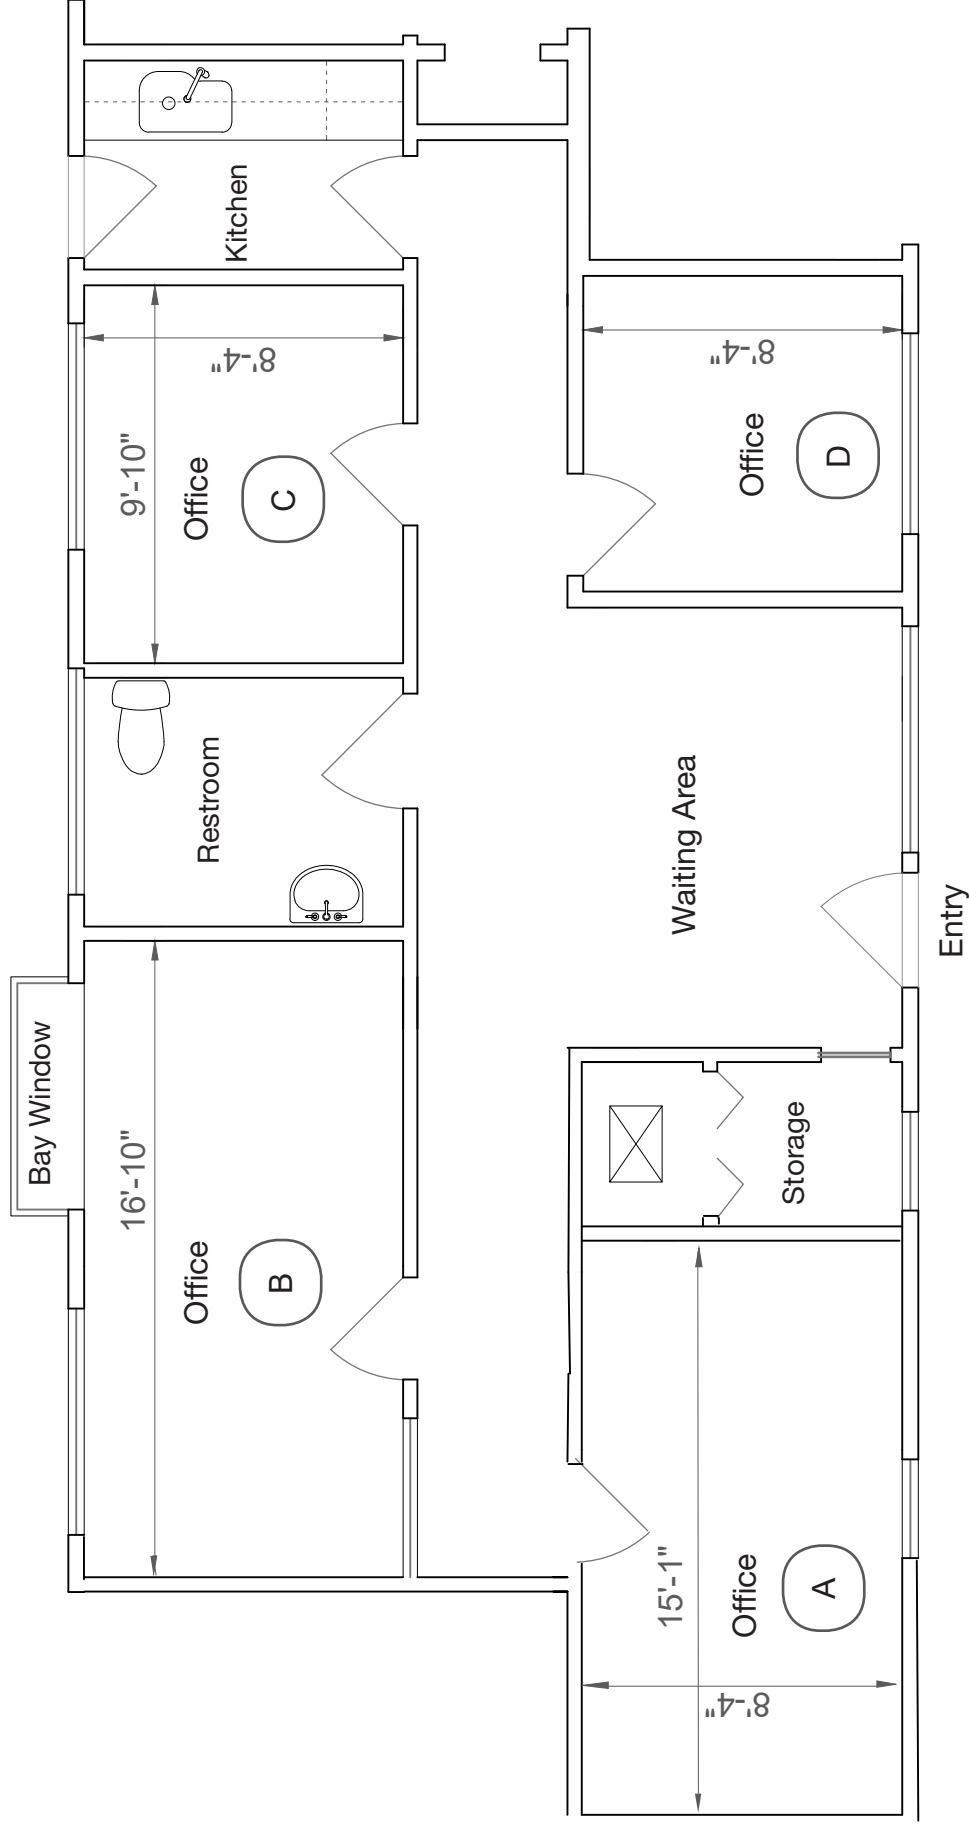 Bay Window
16'-10"
Office
B
Restroom
9'-10"
8'-4"
Office
C
Kitchen
15'-1"
8'-4"
Office
A
Storage
Waiting Area
8'-4"
Office
D
Entry